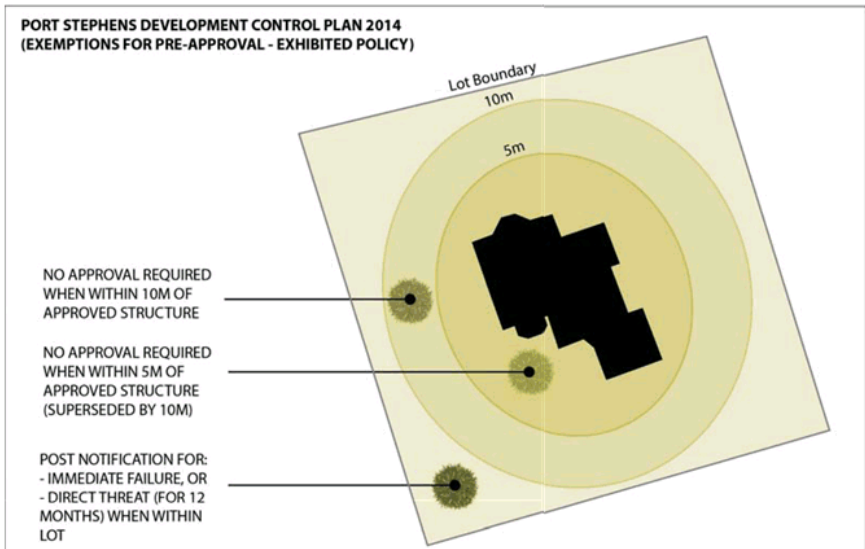 PORT STEPHENS DEVELOPMENT CONTROL PLAN 2014
(EXEMPTIONS FOR PRE-APPROVAL - EXHIBITED POLICY)
Lot Boundary
10m
5m
NO APPROVAL REQUIRED
WHEN WITHIN 10M OF
APPROVED STRUCTURE
NO APPROVAL REQUIRED
WHEN WITHIN 5M OF
APPROVED STRUCTURE
(SUPERSEDED BY 10M)
POST NOTIFICATION FOR:
- IMMEDIATE FAILURE, OR
- DIRECT THREAT (FOR 12
MONTHS) WHEN WITHIN
LOT